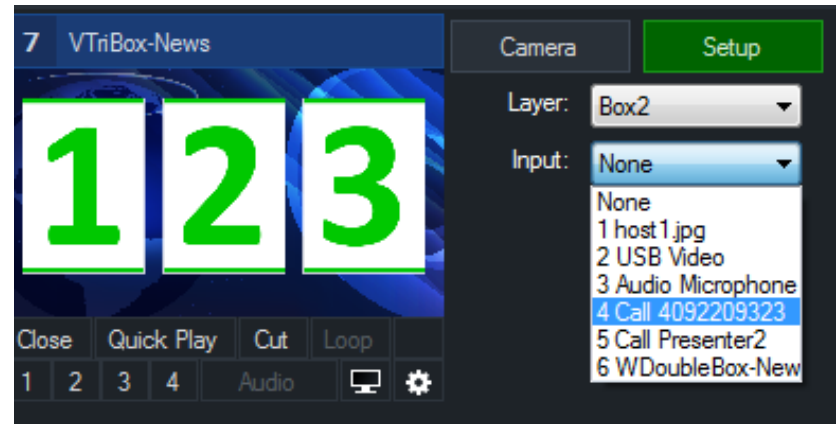 7 VTriBox-News
Camera Setup
Layer: Box2
Input: None
None
1 host1.jpg
2 USB Video
3 Audio Microphone
4 Call 4092209323
5 Call Presenter2
6 WDoubleBox-New
1 2 3
Close Quick Play Cut Loop
1 2 3 4 Audio